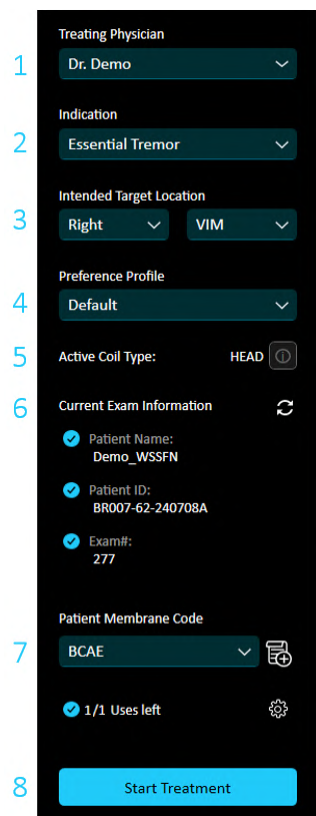 Treating Physician
1 Dr. Demo
Indication
2 Essential Tremor
Intended Target Location
3 Right VIM
Preference Profile
4 Default
5 Active Coil Type: HEAD
6 Current Exam Information
Patient Name:
Demo_WSSFN
Patient ID:
BR007-62-240708A
Exam#:
277
Patient Membrane Code
7 BCAE
1/1 Uses left
8 Start Treatment